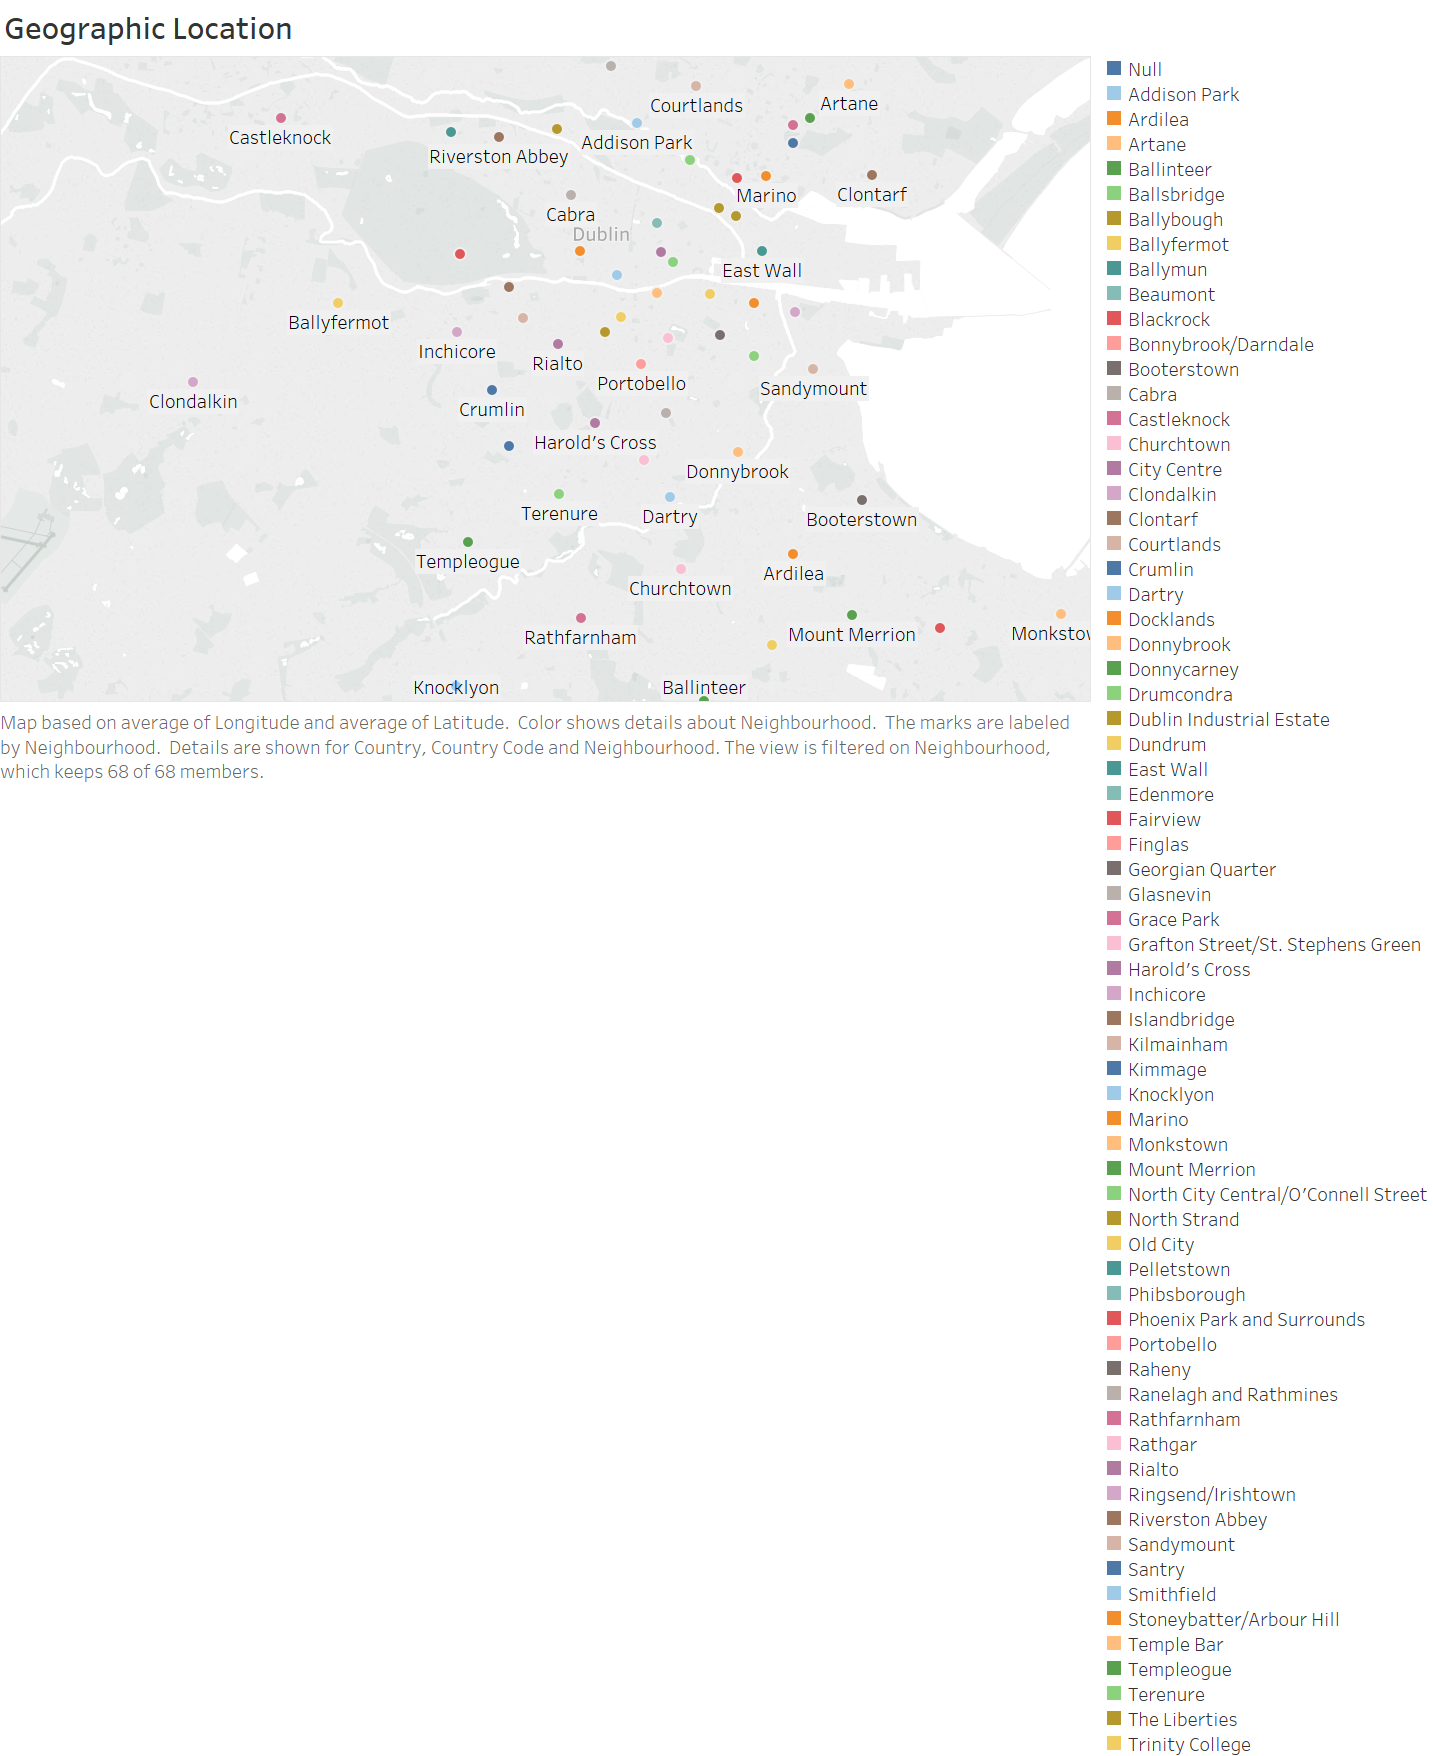 Geographic Location
Courtlands
Artane
Castleknock
Addison Park
Riverston Abbey
Marino
Clontarf
Cabra
Dublin
East Wall
Ballyfermot
Inchicore
Rialto
Portobello
Sandymount
Clondalkin
Crumlin
Harold's Cross
Donnybrook
Terenure
Dartry
Booterstown
Templeogue
Ardilea
Churchtown
Rathfarnham
Mount Merrion
Monkstow
Knocklyon
Ballinteer
Map based on average of Longitude and average of Latitude.  Color shows details about Neighbourhood.  The marks are labeled
by Neighbourhood.  Details are shown for Country, Country Code and Neighbourhood. The view is filtered on Neighbourhood,
which keeps 68 of 68 members.
Null
Addison Park
Ardilea
Artane
Ballinteer
Ballsbridge
Ballybough
Ballyfermot
Ballymun
Beaumont
Blackrock
Bonnybrook/Darndale
Booterstown
Cabra
Castleknock
Churchtown
City Centre
Clondalkin
Clontarf
Courtlands
Crumlin
Dartry
Docklands
Donnybrook
Donnycarney
Drumcondra
Dublin Industrial Estate
Dundrum
East Wall
Edenmore
Fairview
Finglas
Georgian Quarter
Glasnevin
Grace Park
Grafton Street/St. Stephens Green
Harold's Cross
Inchicore
Islandbridge
Kilmainham
Kimmage
Knocklyon
Marino
Monkstown
Mount Merrion
North City Central/O'Connell Street
North Strand
Old City
Pelletstown
Phibsborough
Phoenix Park and Surrounds
Portobello
Raheny
Ranelagh and Rathmines
Rathfarnham
Rathgar
Rialto
Ringsend/Irishtown
Riverston Abbey
Sandymount
Santry
Smithfield
Stoneybatter/Arbour Hill
Temple Bar
Templeogue
Terenure
The Liberties
Trinity College